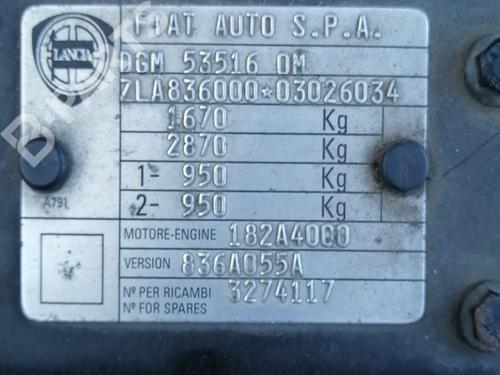 LANCIA
FIAT AUTO S.P.A.
DGM 53516 OM
ZLA836000*03026034
1670 Kg
2870 Kg
1- 950 Kg
2- 950 Kg
A791
MOTORE-ENGINE 182A4000
VERSION 836A055A
Nº PER RICAMBI
Nº FOR SPARES 3274117